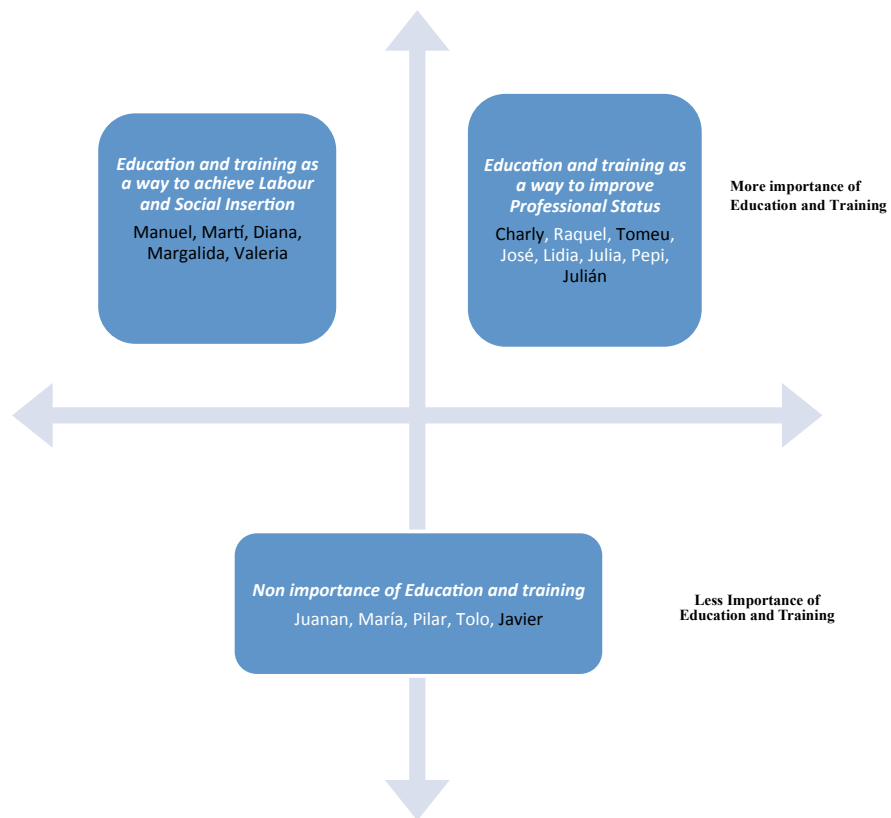 Education and training as
a way to achieve Labour
and Social Insertion
Manuel, Martí, Diana,
Margalida, Valeria
Education and training as
a way to improve
Professional Status
Charly, Raquel, Tomeu,
José, Lidia, Julia, Pepi,
Julián
More importance of
Education and Training
Non importance of Education and training
Juanan, María, Pilar, Tolo, Javier
Less Importance of
Education and Training